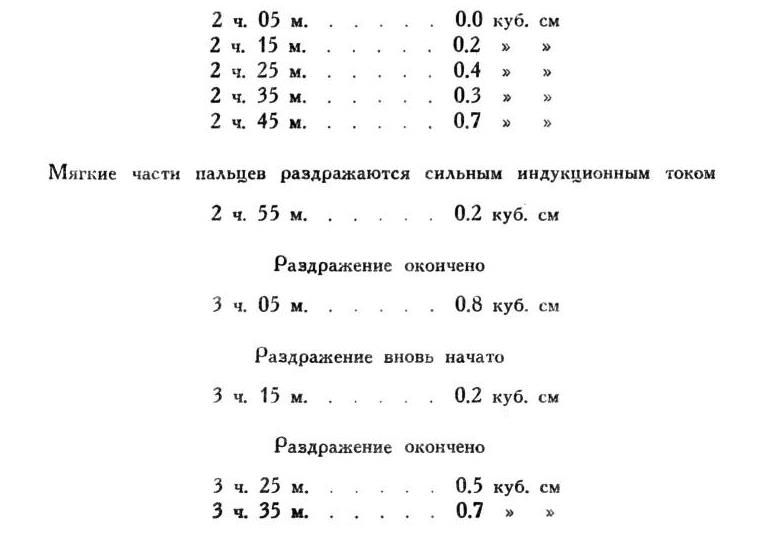 2 ч. 05 м. . . . . . . 0.0 куб. см
2 ч. 15 м. . . . . . . 0.2 » »
2 ч. 25 м. . . . . . . 0.4 » »
2 ч. 35 м. . . . . . . 0.3 » »
2 ч. 45 м. . . . . . . 0.7 » »
Мягкие части пальцев раздражаются сильным индукционным током
2 ч. 55 м. . . . . . . 0.2 куб. см
Раздражение окончено
3 ч. 05 м. . . . . . . 0.8 куб. см
Раздражение вновь начато
3 ч. 15 м. . . . . . . 0.2 куб. см
Раздражение окончено
3 ч. 25 м. . . . . . . 0.5 куб. см
3 ч. 35 м. . . . . . . 0.7 » »